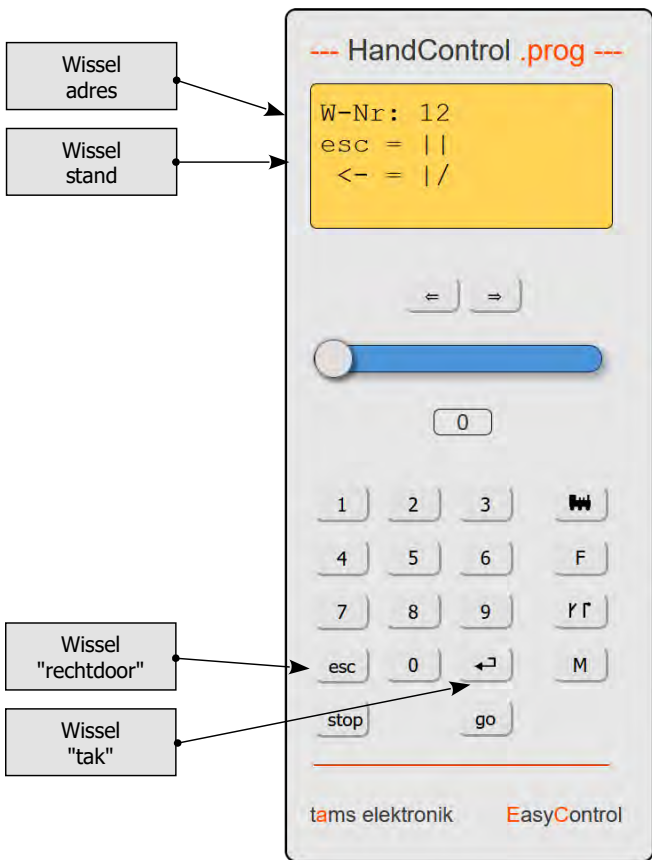 Wissel
adres
Wissel
stand
--- HandControl .prog ---
W-Nr: 12
esc = ||
<- = |/
⇐ ⇒
0
1 2 3
4 5 6 F
7 8 9
Wissel
"rechtdoor"
esc 0 ↵ M
Wissel
"tak"
stop go
tams elektronik EasyControl